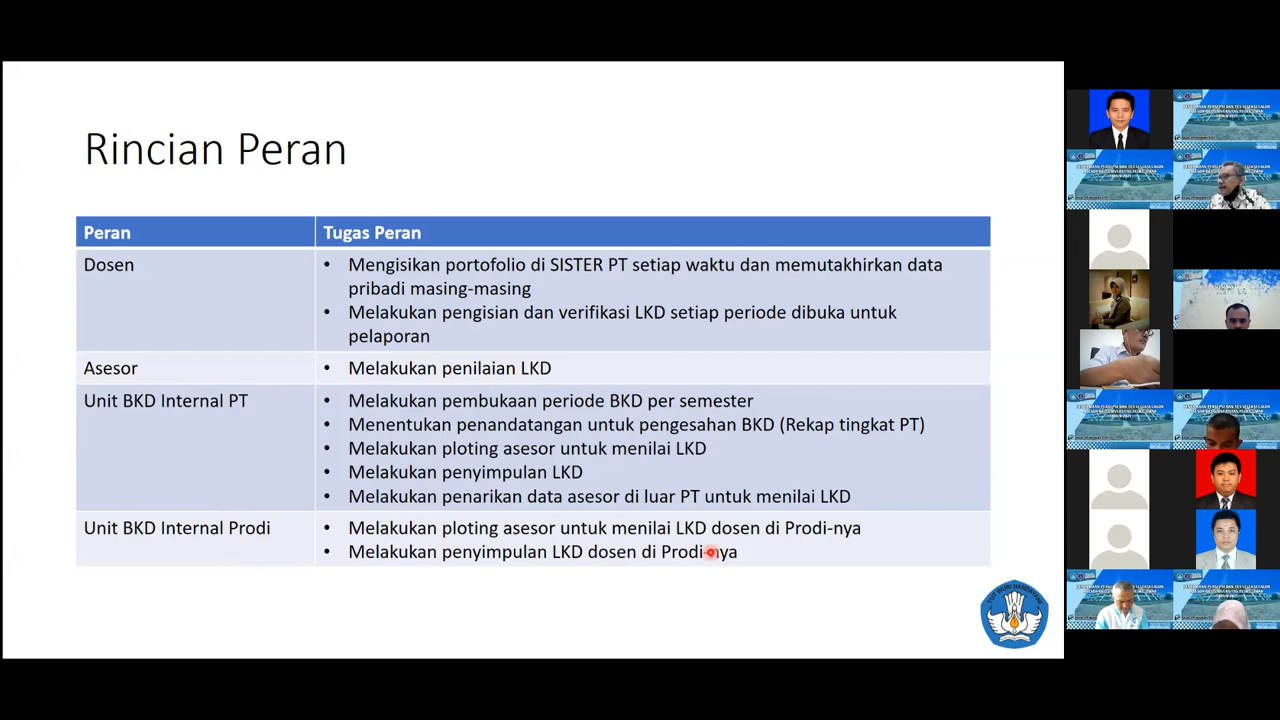 Rincian Peran
Peran
Tugas Peran
Dosen
• Mengisikan portofolio di SISTER PT setiap waktu dan memutakhirkan data
pribadi masing-masing
• Melakukan pengisian dan verifikasi LKD setiap periode dibuka untuk
pelaporan
Asesor
• Melakukan penilaian LKD
Unit BKD Internal PT
• Melakukan pembukaan periode BKD per semester
• Menentukan penandatangan untuk pengesahan BKD (Rekap tingkat PT)
• Melakukan ploting asesor untuk menilai LKD
• Melakukan penyimpulan LKD
• Melakukan penarikan data asesor di luar PT untuk menilai LKD
Unit BKD Internal Prodi
• Melakukan ploting asesor untuk menilai LKD dosen di Prodi-nya
• Melakukan penyimpulan LKD dosen di Prodi-nya
TUT WURI HANDAYANI